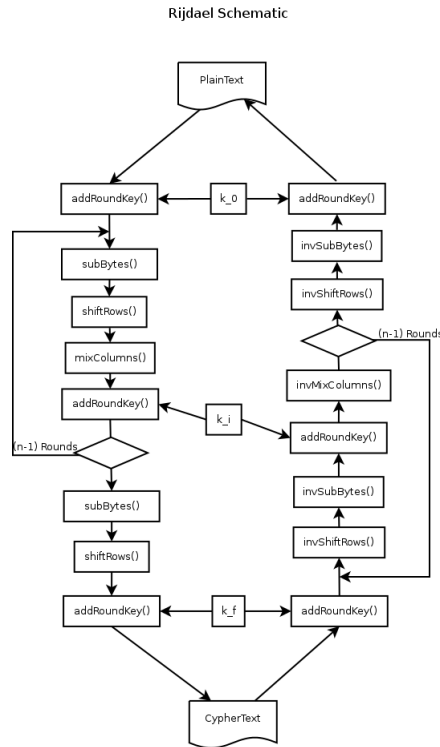 Rijdael Schematic
PlainText
addRoundKey()
k_0
addRoundKey()
subBytes()
invSubBytes()
shiftRows()
invShiftRows()
mixColumns()
(n-1) Rounds
addRoundKey()
invMixColumns()
k_i
addRoundKey()
(n-1) Rounds
subBytes()
invSubBytes()
shiftRows()
invShiftRows()
addRoundKey()
k_f
addRoundKey()
CypherText